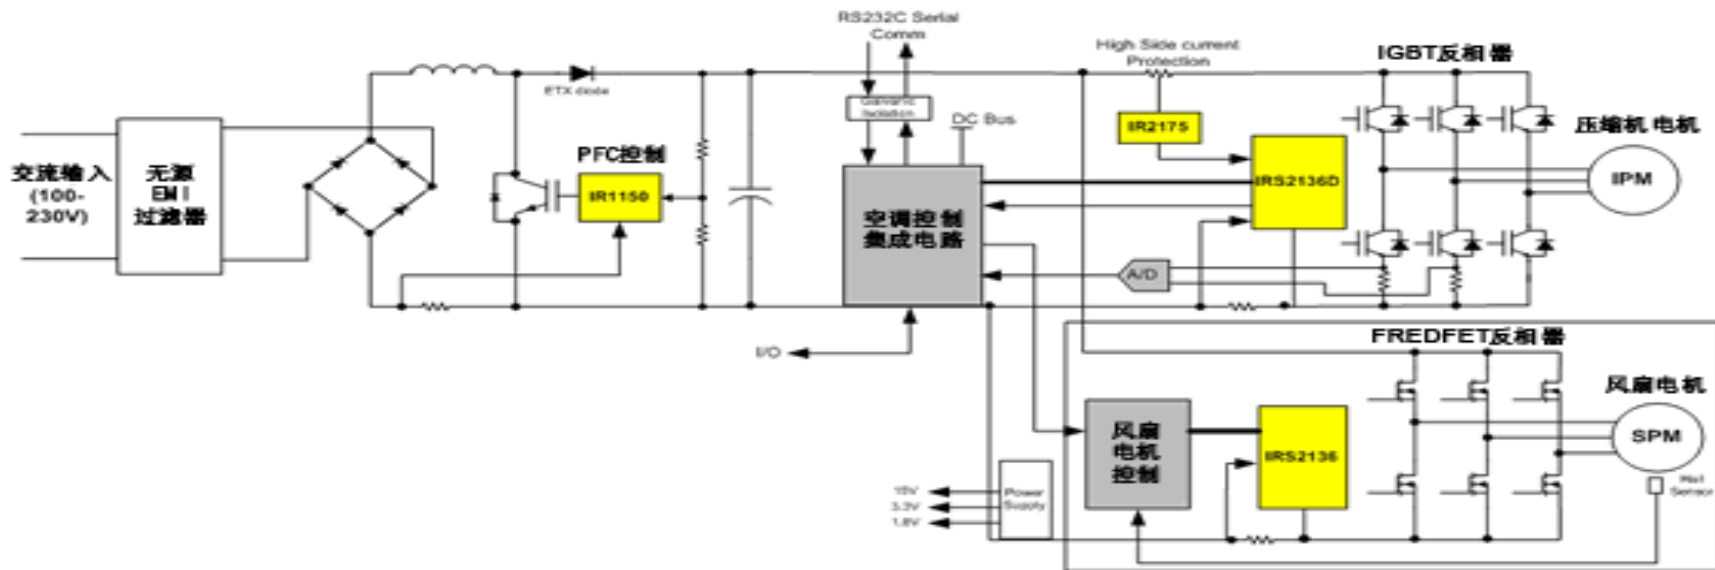 RS232C Serial
Comm
High Side current
Protection
IGBT反相器
ETX diode
Galvanic
Isolation
DC Bus
IR2175
压缩机 电机
PFC控制
交流输入
(100-
230V)
无源
EMI
过滤器
IR1150
IRS2136D
IPM
空调控制
集成电路
A/D
I/O
FREDFET反相器
风扇电机
风扇
电机
控制
IRS2136
SPM
Hall
Sensor
15V
3.3V
1.8V
Power
Supply